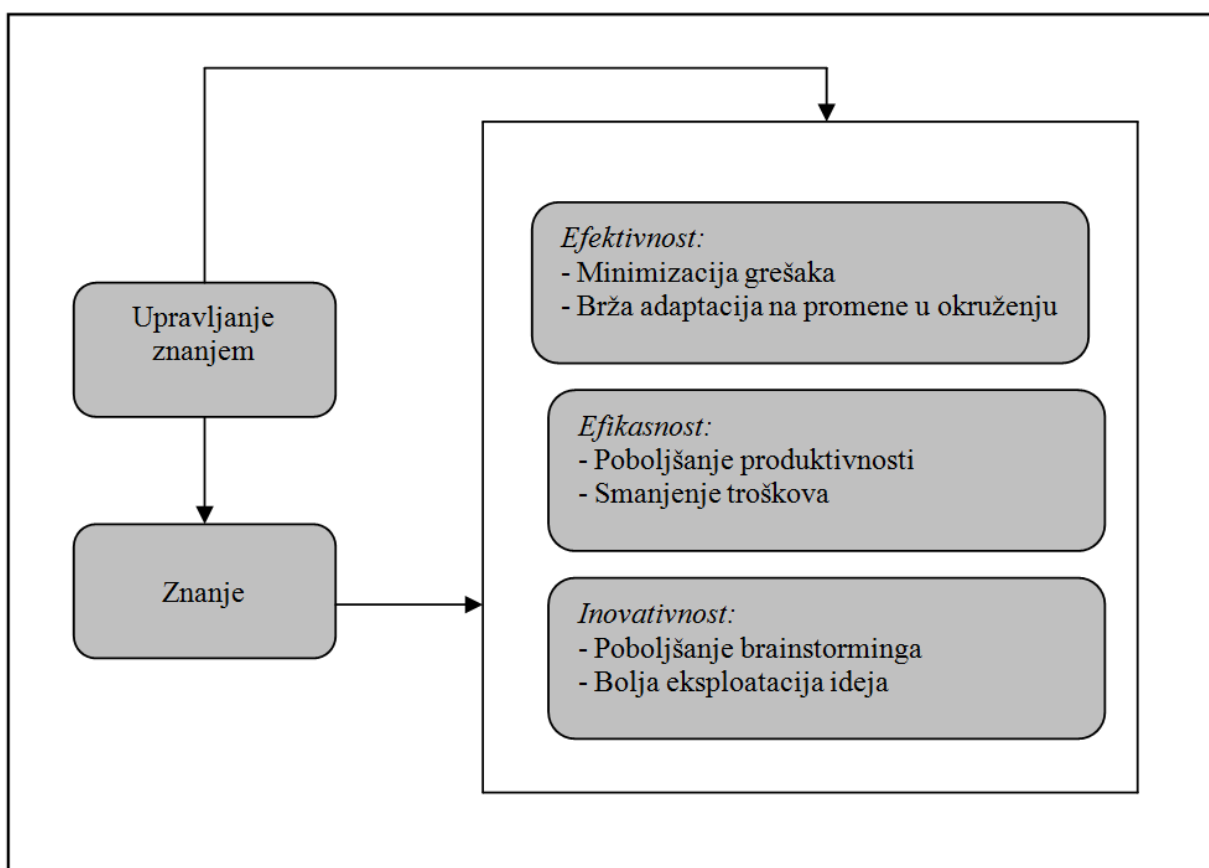 Upravljanje
znanjem
Znanje
Efektivnost:
- Minimizacija grešaka
- Brža adaptacija na promene u okruženju
Efikasnost:
- Poboljšanje produktivnosti
- Smanjenje troškova
Inovativnost:
- Poboljšanje brainstorminga
- Bolja eksploatacija ideja